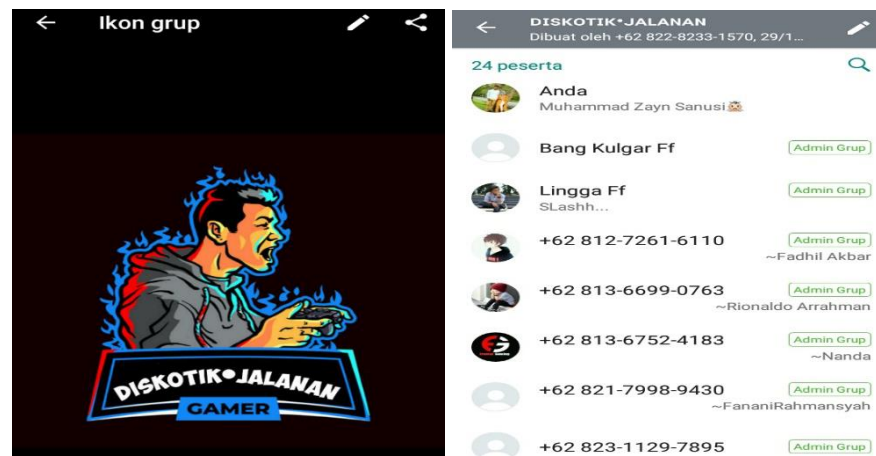 Ikon grup
DISKOTIK•JALANAN
GAMER
DISKOTIK•JALANAN
Dibuat oleh +62 822-8233-1570, 29/1...
24 peserta
Anda
Muhammad Zayn Sanusi
Bang Kulgar Ff
Admin Grup
Lingga Ff
Admin Grup
SLashh...
+62 812-7261-6110
Admin Grup
~Fadhil Akbar
+62 813-6699-0763
Admin Grup
~Rionaldo Arrahman
+62 813-6752-4183
Admin Grup
~Nanda
+62 821-7998-9430
Admin Grup
~FananiRahmansyah
+62 823-1129-7895
Admin Grup